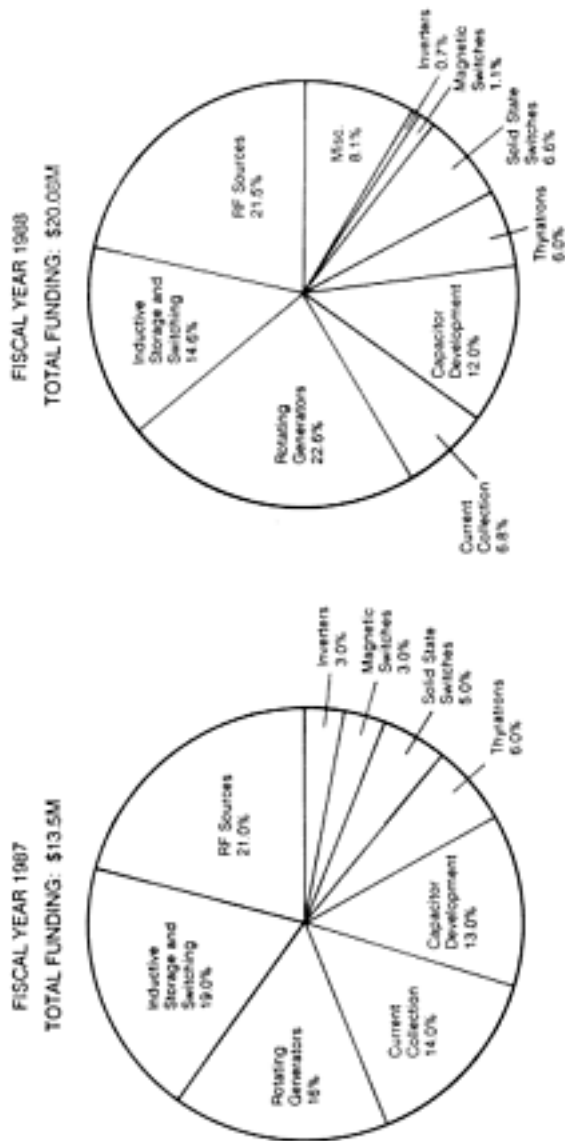 FISCAL YEAR 1987
TOTAL FUNDING: $13.5M
RF Sources
21.0%
Inductive
Storage and
Switching
19.0%
Rotating
Generators
16%
Current
Collection
14.0%
Capacitor
Development
13.0%
Thyratrons
6.0%
Solid State
Switches
5.0%
Magnetic
Switches
3.0%
Inverters
3.0%
FISCAL YEAR 1988
TOTAL FUNDING: $20.08M
RF Sources
21.5%
Inductive
Storage and
Switching
14.6%
Rotating
Generators
22.6%
Current
Collection
6.8%
Capacitor
Development
12.0%
Thyratrons
6.0%
Solid State
Switches
6.6%
Magnetic
Switches
1.1%
Inverters
0.7%
Misc.
8.1%